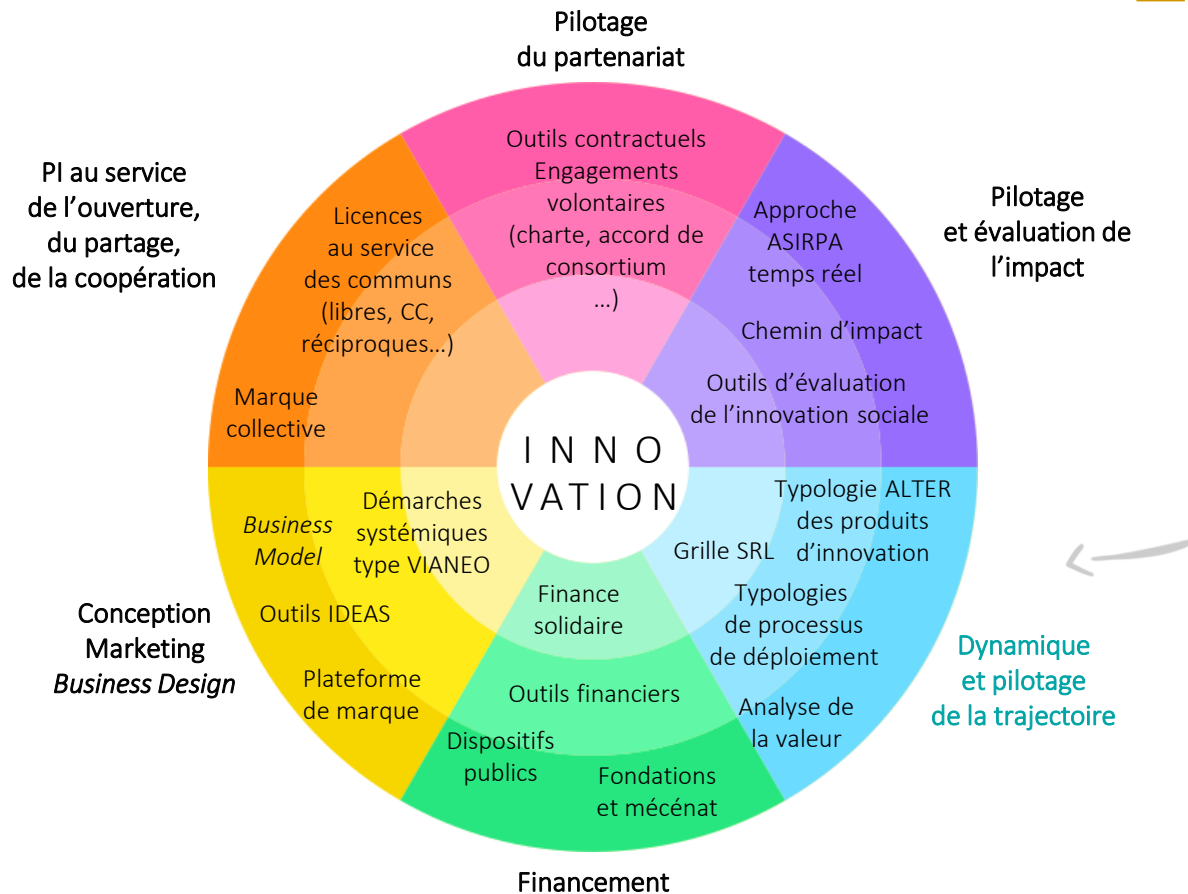 Pilotage
du partenariat
Outils contractuels
Engagements
volontaires
(charte, accord de
consortium
…)
PI au service
de l’ouverture,
du partage,
de la coopération
Licences
au service
des communs
(libres, CC,
réciproques…)
Marque
collective
Pilotage
et évaluation de
l’impact
Approche
ASIRPA
temps réel
Chemin d’impact
Outils d’évaluation
de l’innovation sociale
INNO
VATION
Typologie ALTER
des produits
d’innovation
Grille SRL
Typologies
de processus
de déploiement
Analyse de
la valeur
Dynamique
et pilotage
de la trajectoire
Démarches
systémiques
type VIANEO
Business
Model
Outils IDEAS
Plateforme
de marque
Conception
Marketing
Business Design
Finance
solidaire
Outils financiers
Dispositifs
publics
Fondations
et mécénat
Financement